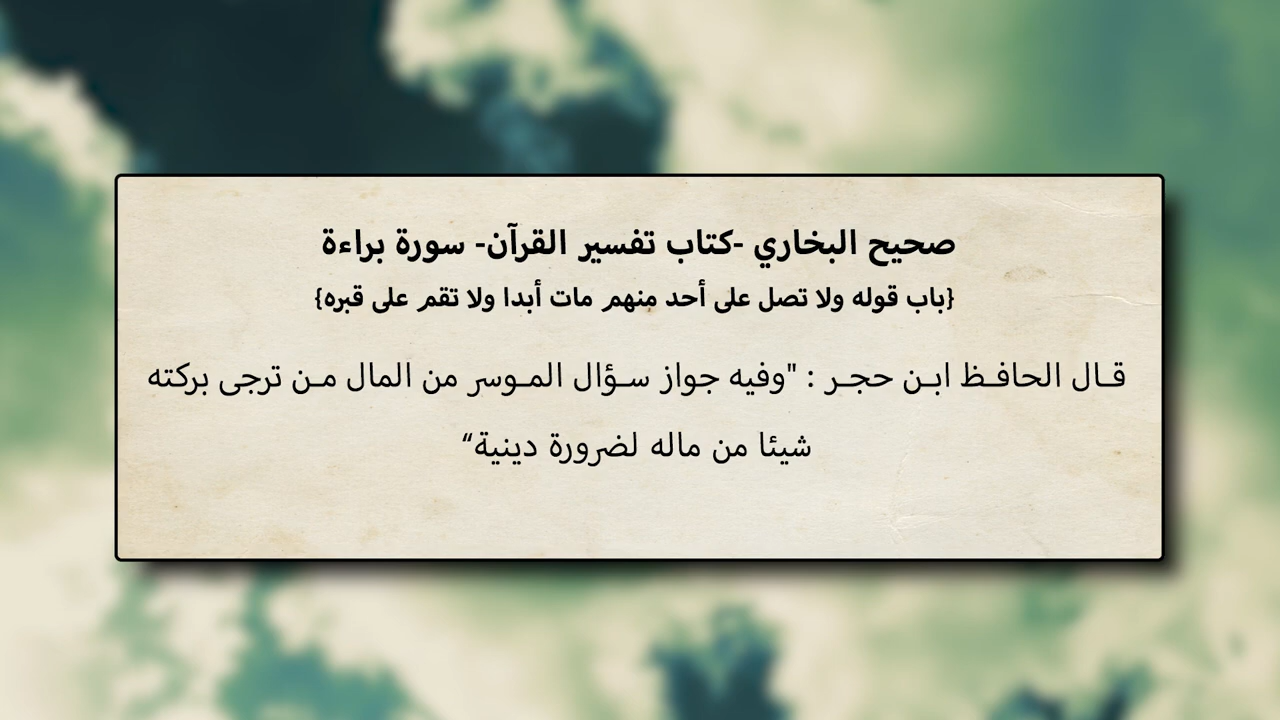 صحيح البخاري -كتاب تفسير القرآن- سورة براءة
{باب قوله ولا تصل على أحد منهم مات أبدا ولا تقم على قبره}
قال الحافظ ابن حجر : "وفيه جواز سؤال الموسر من المال من ترجى بركته
شيئا من ماله لضرورة دينية“